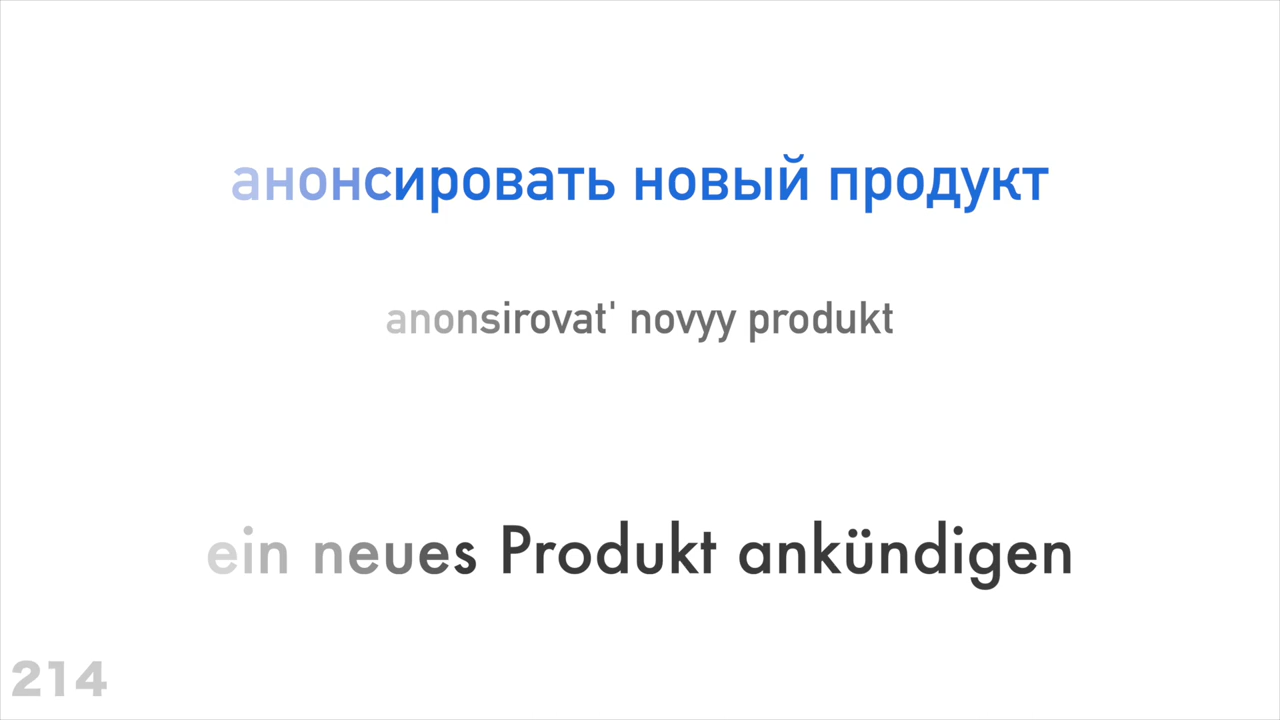 анонсировать новый продукт
anonsirovat' novyy produkt
ein neues Produkt ankündigen
214